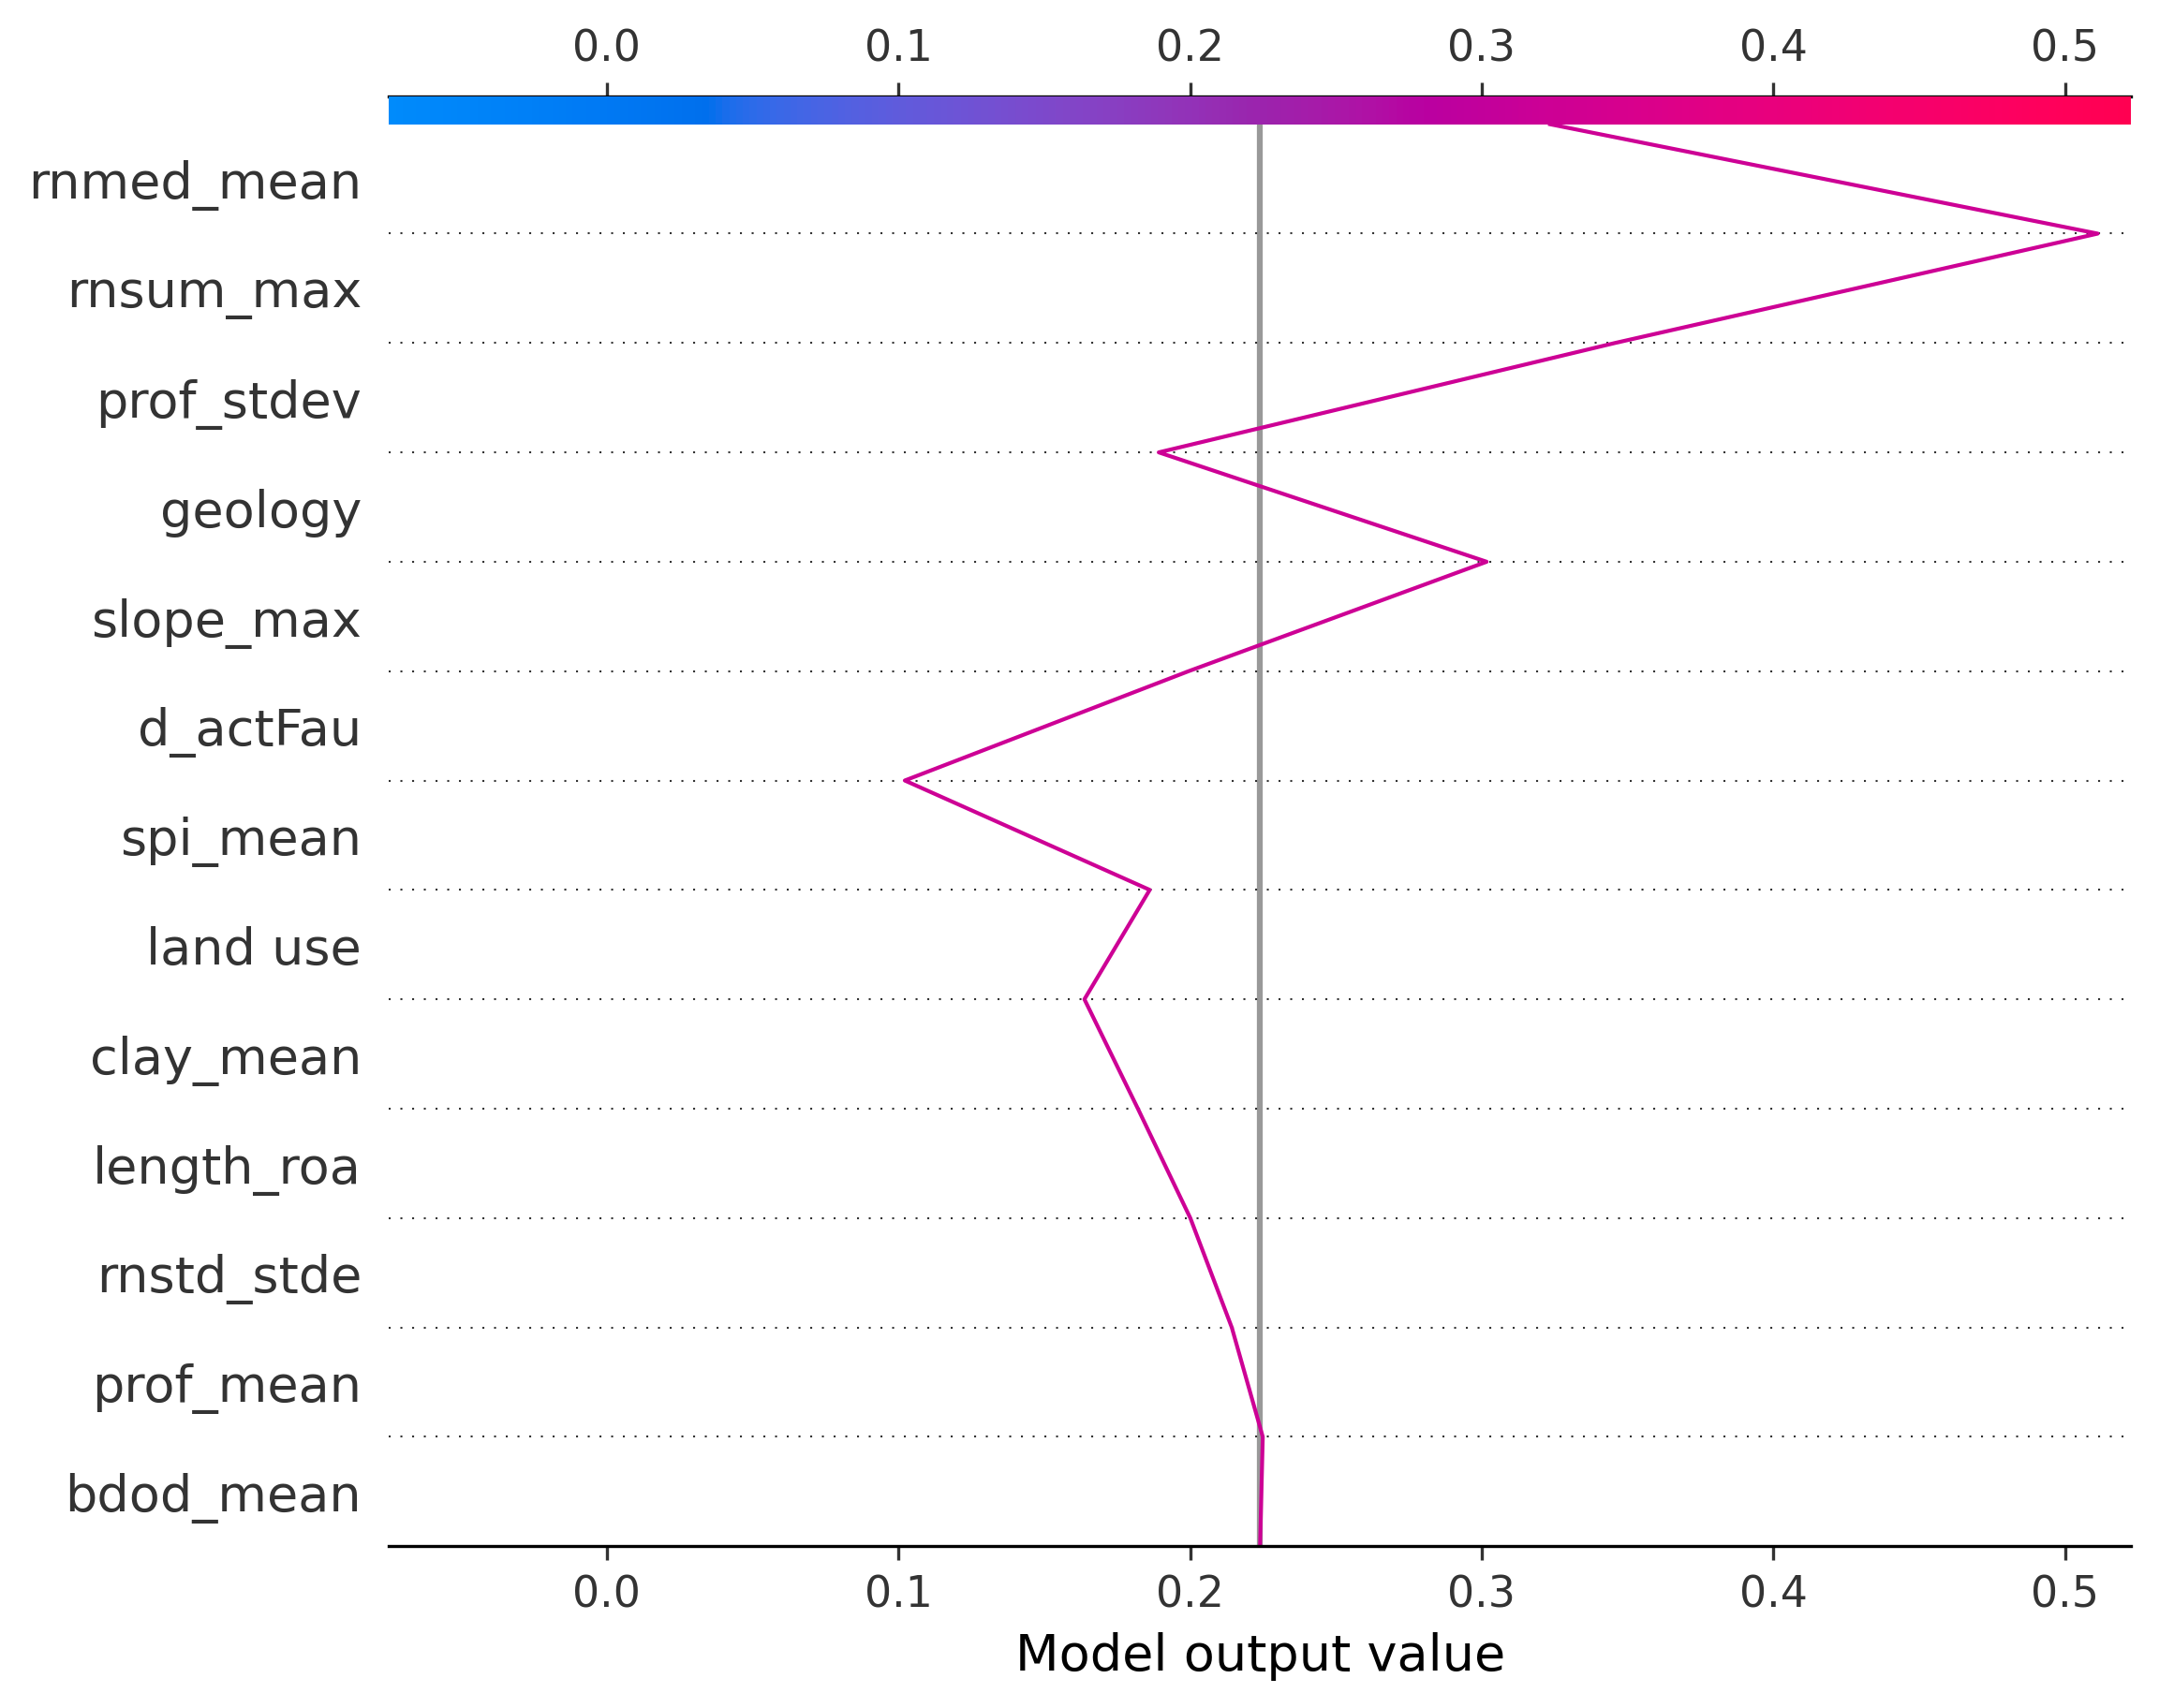 0.0 0.1 0.2 0.3 0.4 0.5
rnmed_mean
rnsum_max
prof_stdev
geology
slope_max
d_actFau
spi_mean
land use
clay_mean
length_roa
rnstd_stde
prof_mean
bdod_mean
0.0 0.1 0.2 0.3 0.4 0.5
Model output value